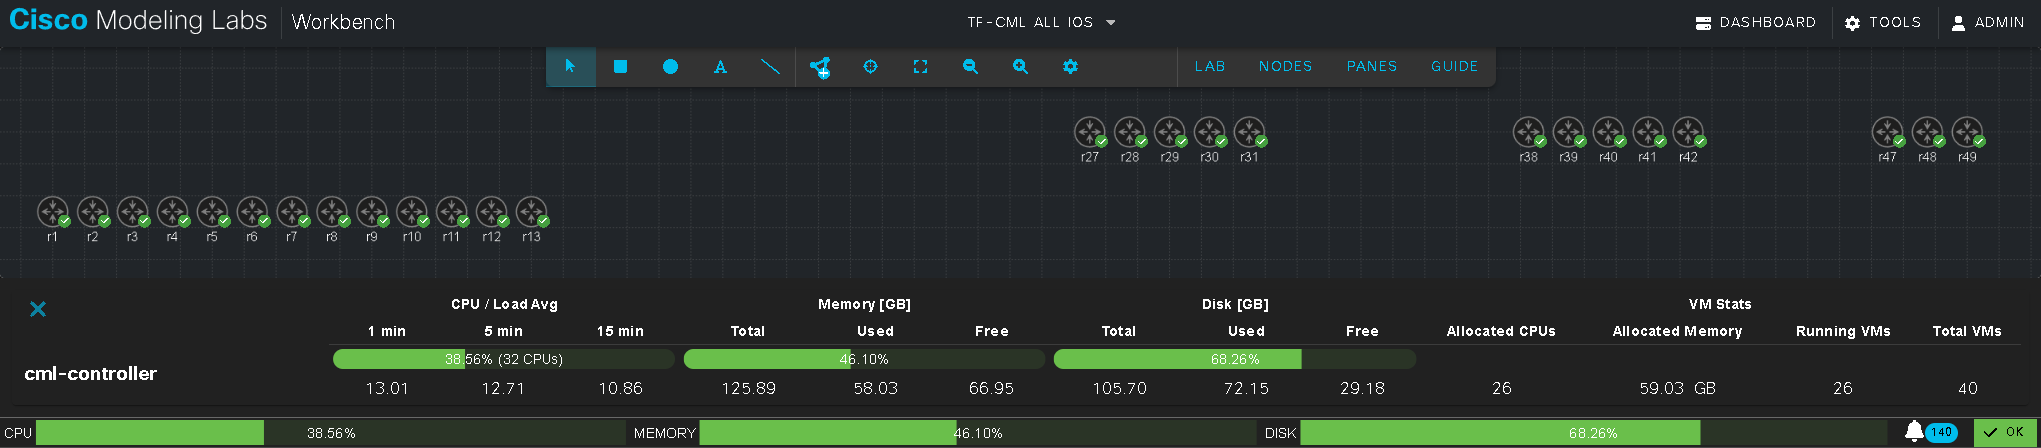 Cisco Modeling Labs Workbench TF-CML ALL IOS DASHBOARD TOOLS ADMIN
A LAB NODES PANES GUIDE
r27 r28 r29 r30 r31 r38 r39 r40 r41 r42 r47 r48 r49
r1 r2 r3 r4 r5 r6 r7 r8 r9 r10 r11 r12 r13
CPU / Load Avg Memory [GB] Disk [GB] VM Stats
1 min 5 min 15 min Total Used Free Total Used Free Allocated CPUs Allocated Memory Running VMs Total VMs
38.56% (32 CPUs) 46.10% 68.26%
cml-controller
13.01 12.71 10.86 125.89 58.03 66.95 105.70 72.15 29.18 26 59.03 GB 26 40
CPU 38.56% MEMORY 46.10% DISK 68.26% 140 OK